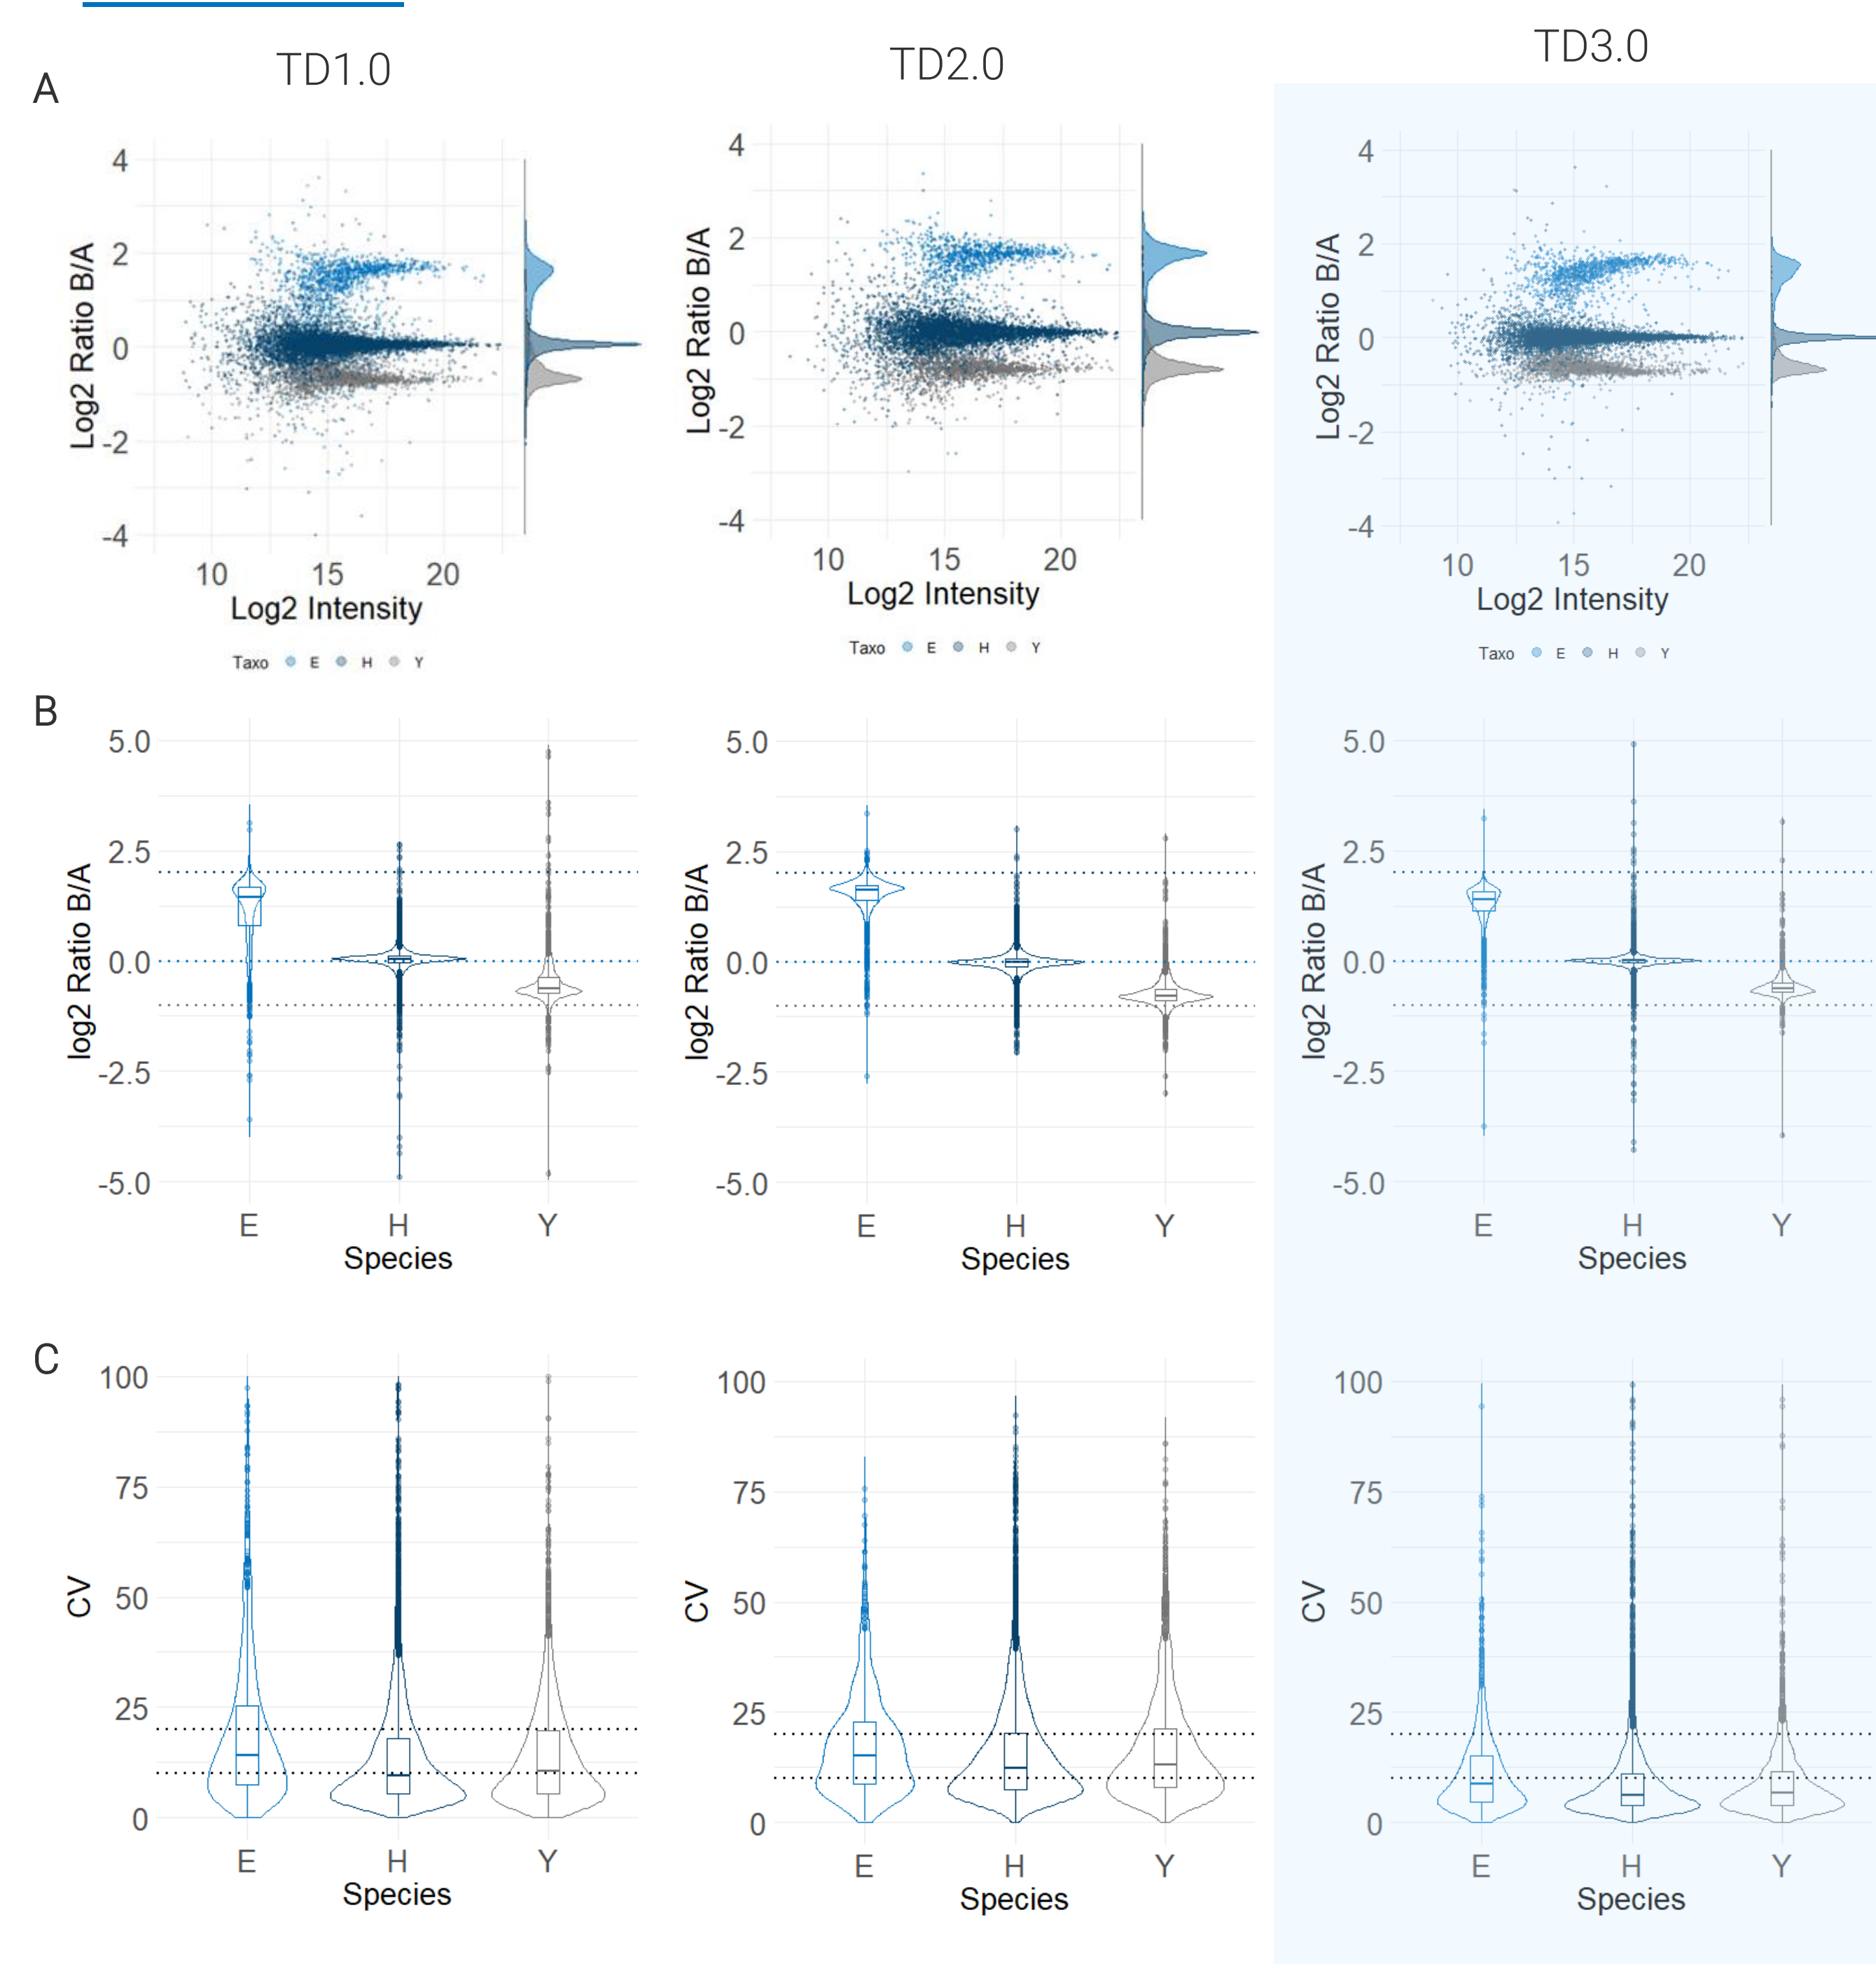 TD1.0 TD2.0 TD3.0
A
4 4 4
2 2 2
0 0 0
-2 -2 -2
-4 -4 -4
Log2 Ratio B/A Log2 Ratio B/A Log2 Ratio B/A
10 15 20 10 15 20 10 15 20
Log2 Intensity Log2 Intensity Log2 Intensity
Taxo E H Y Taxo E H Y Taxo E H Y
B
5.0 5.0 5.0
2.5 2.5 2.5
0.0 0.0 0.0
-2.5 -2.5 -2.5
-5.0 -5.0 -5.0
log2 Ratio B/A log2 Ratio B/A log2 Ratio B/A
E H Y E H Y E H Y
Species Species Species
C
100 100 100
75 75 75
50 50 50
25 25 25
0 0 0
CV CV CV
E H Y E H Y E H Y
Species Species Species